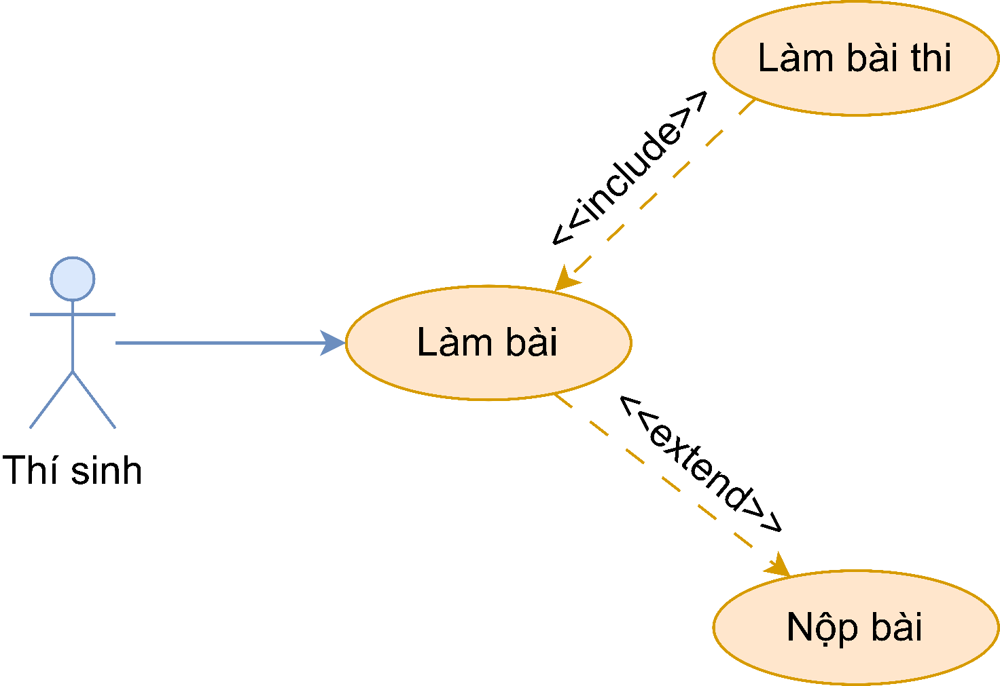 Làm bài thi
<<include>>
Làm bài
Thí sinh
<<extend>>
Nộp bài